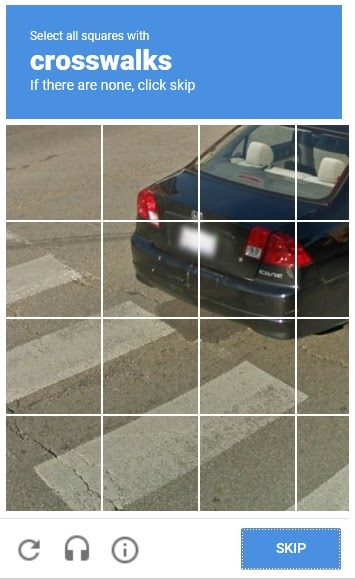 Select all squares with
crosswalks
If there are none, click skip
SKIP